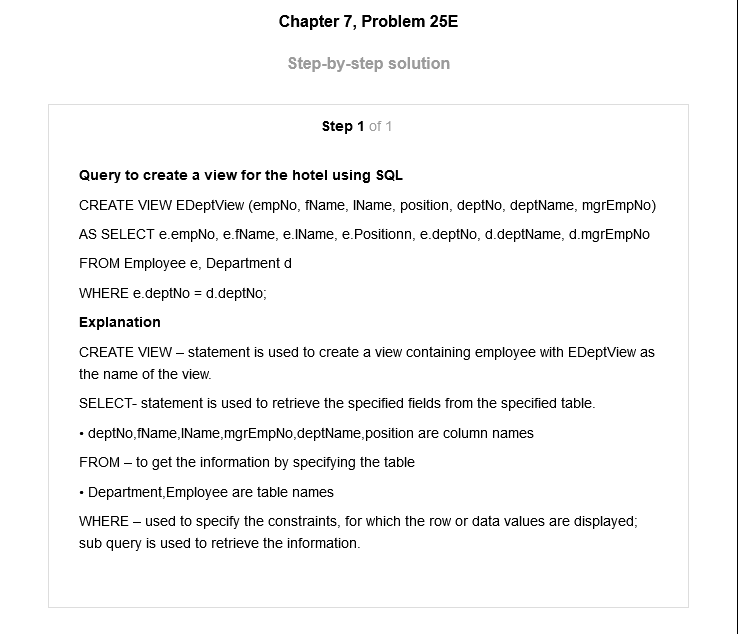 Chapter 7, Problem 25E
Step-by-step solution
Step 1 of 1
Query to create a view for the hotel using SQL
CREATE VIEW EDeptView (empNo, fName, lName, position, deptNo, deptName, mgrEmpNo)
AS SELECT e.empNo, e.fName, e.lName, e.Positionn, e.deptNo, d.deptName, d.mgrEmpNo
FROM Employee e, Department d
WHERE e.deptNo = d.deptNo;
Explanation
CREATE VIEW – statement is used to create a view containing employee with EDeptView as
the name of the view.
SELECT- statement is used to retrieve the specified fields from the specified table.
• deptNo,fName,lName,mgrEmpNo,deptName,position are column names
FROM – to get the information by specifying the table
• Department,Employee are table names
WHERE – used to specify the constraints, for which the row or data values are displayed;
sub query is used to retrieve the information.